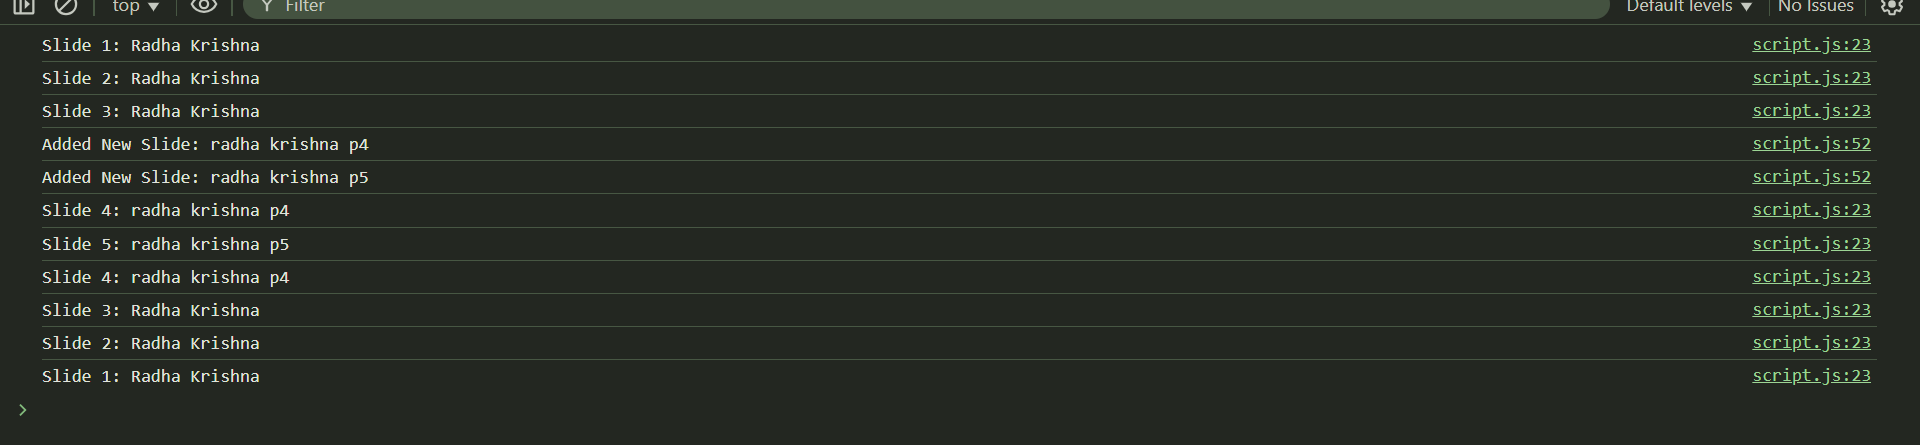 top ▼ Filter Default levels ▼ No Issues
Slide 1: Radha Krishna script.js:23
Slide 2: Radha Krishna script.js:23
Slide 3: Radha Krishna script.js:23
Added New Slide: radha krishna p4 script.js:52
Added New Slide: radha krishna p5 script.js:52
Slide 4: radha krishna p4 script.js:23
Slide 5: radha krishna p5 script.js:23
Slide 4: radha krishna p4 script.js:23
Slide 3: Radha Krishna script.js:23
Slide 2: Radha Krishna script.js:23
Slide 1: Radha Krishna script.js:23